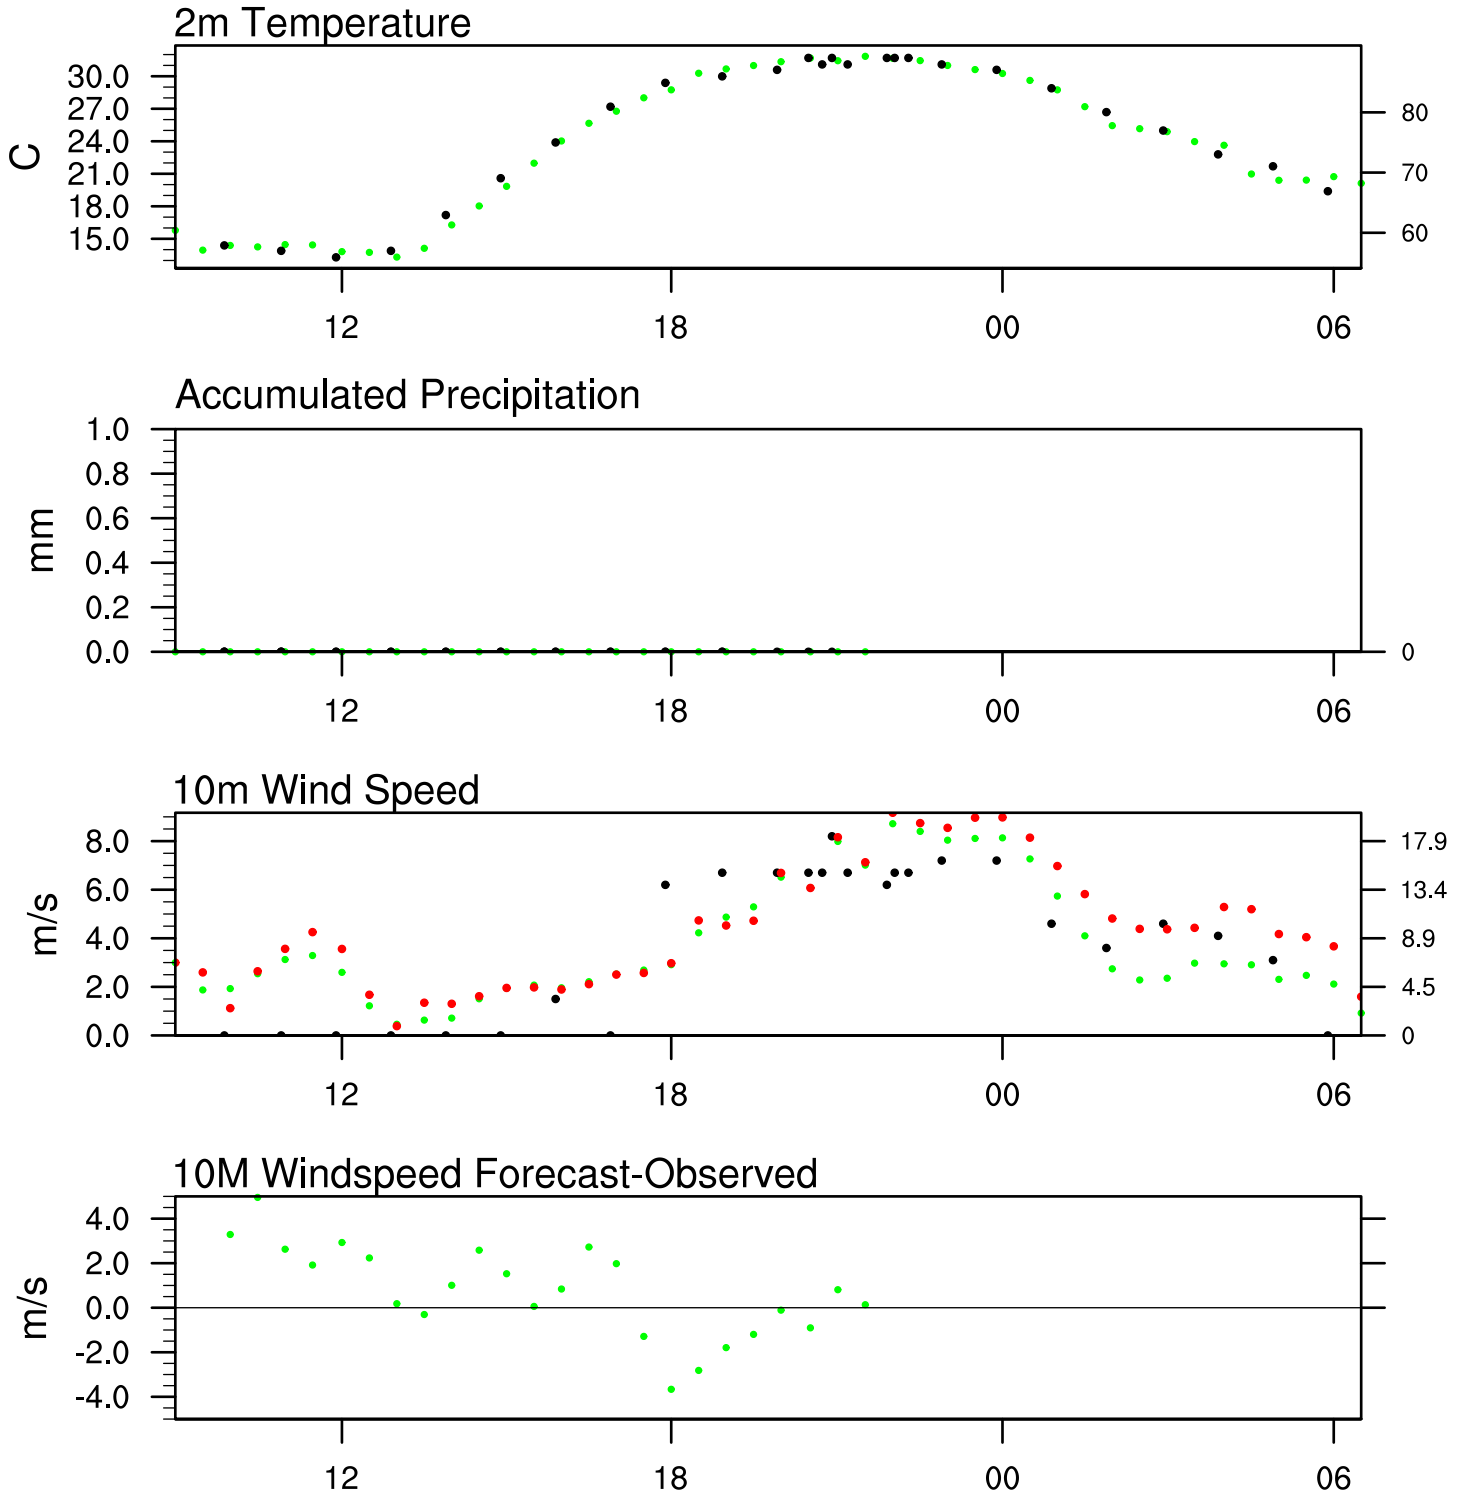 2m Temperature
30.0
27.0
24.0
21.0
18.0
15.0
C
80
70
60
12 18 00 06
Accumulated Precipitation
1.0
0.8
0.6
0.4
0.2
0.0
mm
0
12 18 00 06
10m Wind Speed
8.0
6.0
4.0
2.0
0.0
m/s
17.9
13.4
8.9
4.5
0
12 18 00 06
10M Windspeed Forecast-Observed
4.0
2.0
0.0
-2.0
-4.0
m/s
12 18 00 06